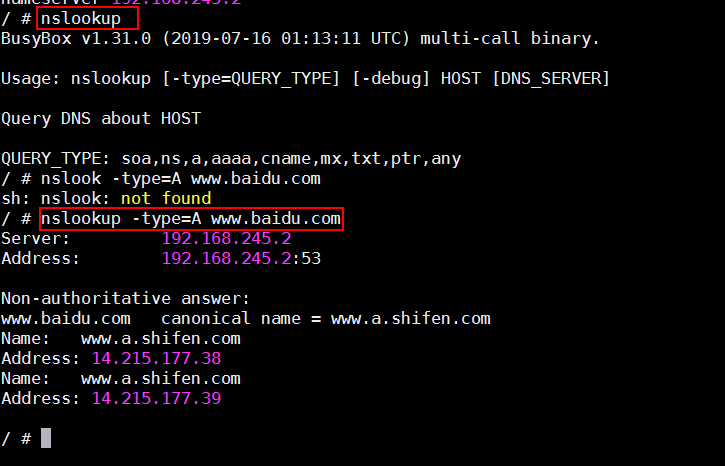 nameserver 192.168.245.2
/ # nslookup
BusyBox v1.31.0 (2019-07-16 01:13:11 UTC) multi-call binary.
Usage: nslookup [-type=QUERY_TYPE] [-debug] HOST [DNS_SERVER]
Query DNS about HOST
QUERY_TYPE: soa,ns,a,aaaa,cname,mx,txt,ptr,any
/ # nslook -type=A www.baidu.com
sh: nslook: not found
/ # nslookup -type=A www.baidu.com
Server:         192.168.245.2
Address:        192.168.245.2:53
Non-authoritative answer:
www.baidu.com   canonical name = www.a.shifen.com
Name:   www.a.shifen.com
Address: 14.215.177.38
Name:   www.a.shifen.com
Address: 14.215.177.39
/ #